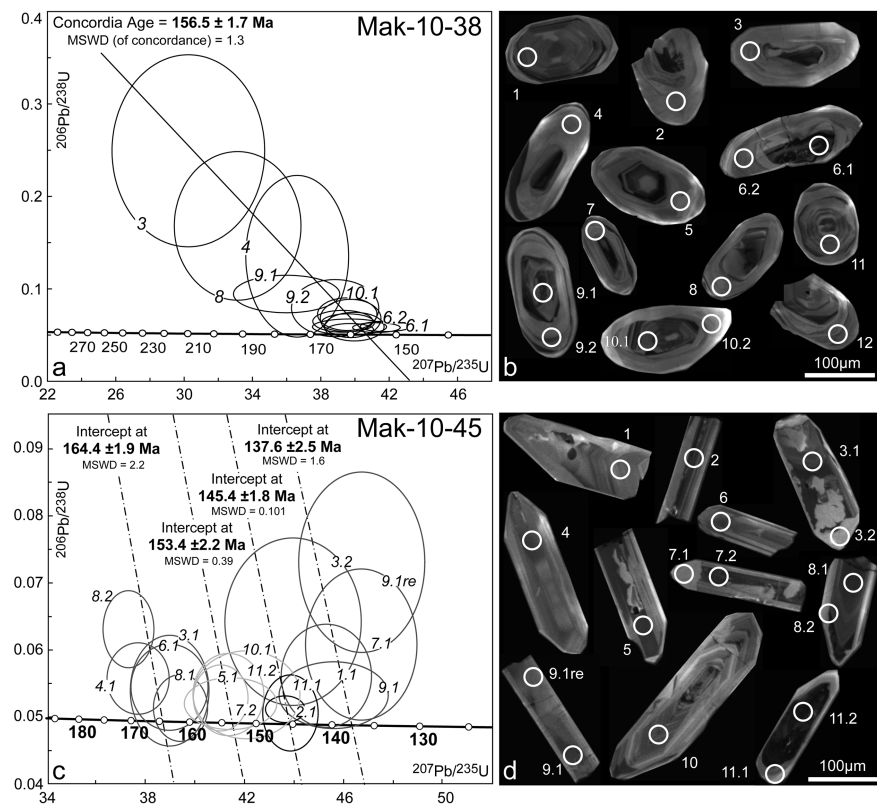 Concordia Age = 156.5 ± 1.7 Ma
MSWD (of concordance) = 1.3
Mak-10-38
0.4
0.3
0.2
0.1
0.0
206Pb/238U
3
4
8
9.1
9.2
10.1
6.2
6.1
270 250 230 210 190 170 150
207Pb/235U
a
22 26 30 34 38 42 46
1
2
3
4
5
6.1
6.2
7
8
9.1
9.2
10.1
10.2
11
12
100µm
b
Intercept at
164.4 ±1.9 Ma
MSWD = 2.2
Intercept at
137.6 ±2.5 Ma
MSWD = 1.6
Intercept at
145.4 ±1.8 Ma
MSWD = 0.101
Intercept at
153.4 ±2.2 Ma
MSWD = 0.39
Mak-10-45
0.09
0.08
0.07
0.06
0.05
0.04
206Pb/238U
8.2
6.1
3.1
4.1
8.1
5.1
10.1
11.2
7.2
11.1
2.1
1.1
3.2
9.1re
7.1
9.1
180 170 160 150 140 130
207Pb/235U
c
34 38 42 46 50
1
2
3.1
3.2
4
5
6
7.1
7.2
8.1
8.2
9.1re
9.1
10
11.2
11.1
100µm
d